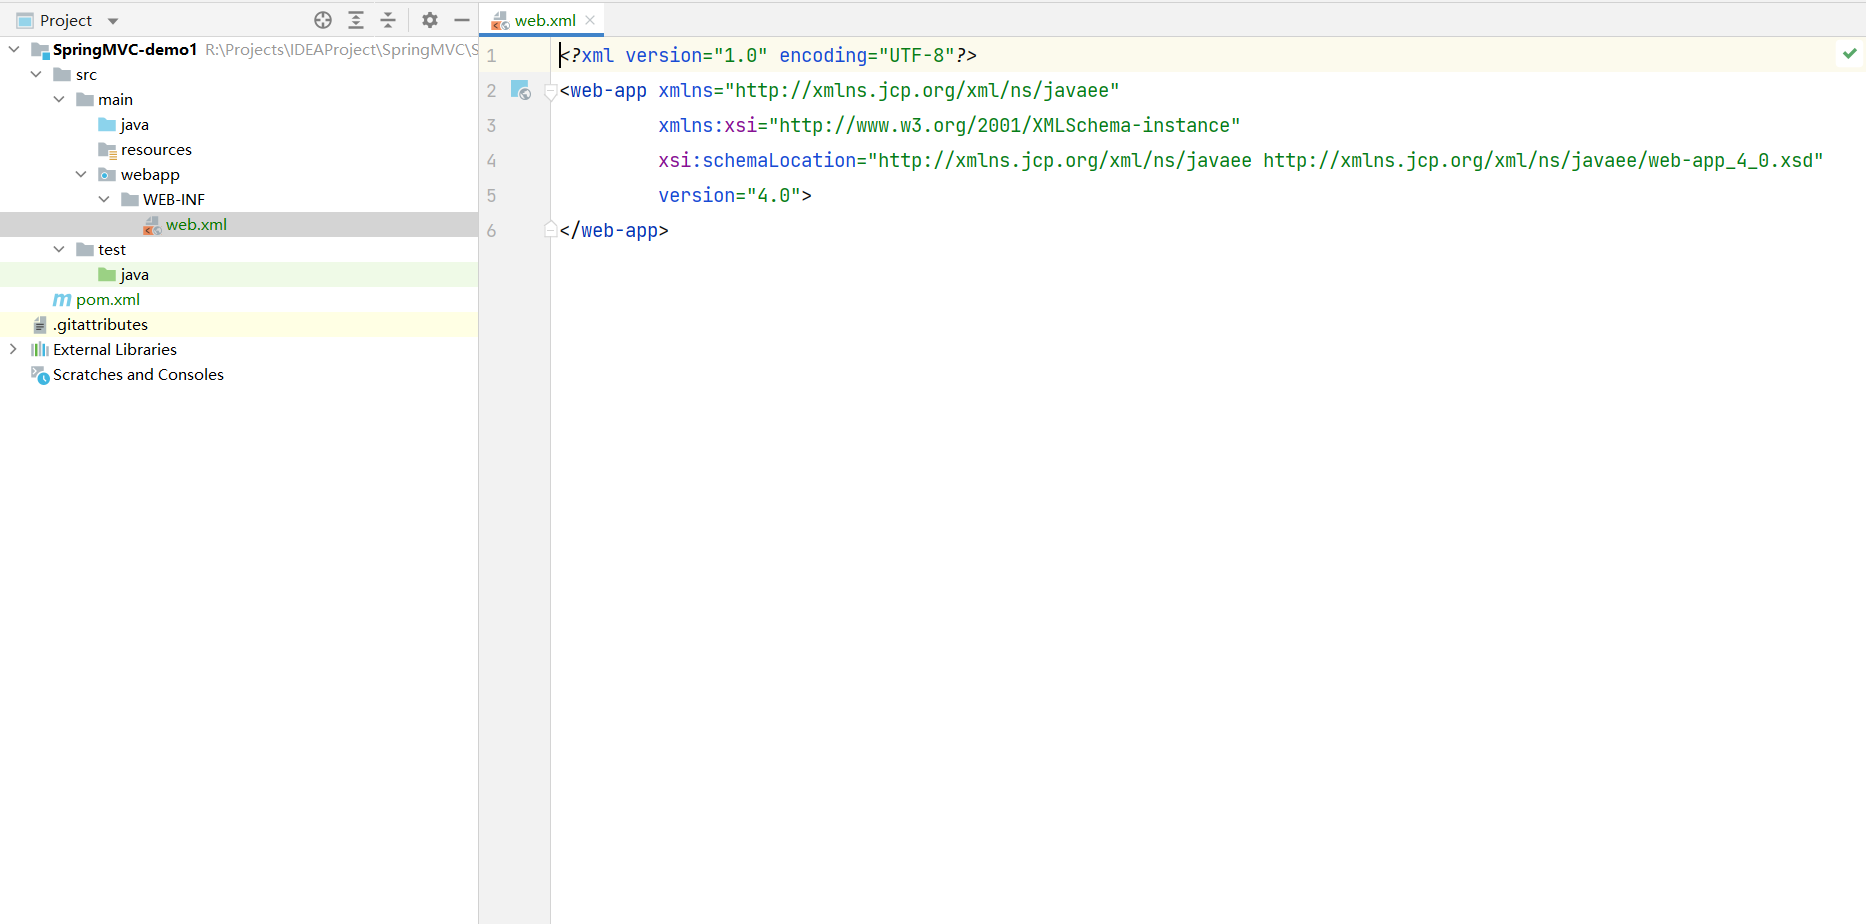 Project
SpringMVC-demo1 R:\Projects\IDEAProject\SpringMVC\S
src
main
java
resources
webapp
WEB-INF
web.xml
test
java
pom.xml
.gitattributes
External Libraries
Scratches and Consoles
web.xml
1 <?xml version="1.0" encoding="UTF-8"?>
2 <web-app xmlns="http://xmlns.jcp.org/xml/ns/javaee"
3 xmlns:xsi="http://www.w3.org/2001/XMLSchema-instance"
4 xsi:schemaLocation="http://xmlns.jcp.org/xml/ns/javaee http://xmlns.jcp.org/xml/ns/javaee/web-app_4_0.xsd"
5 version="4.0">
6 </web-app>